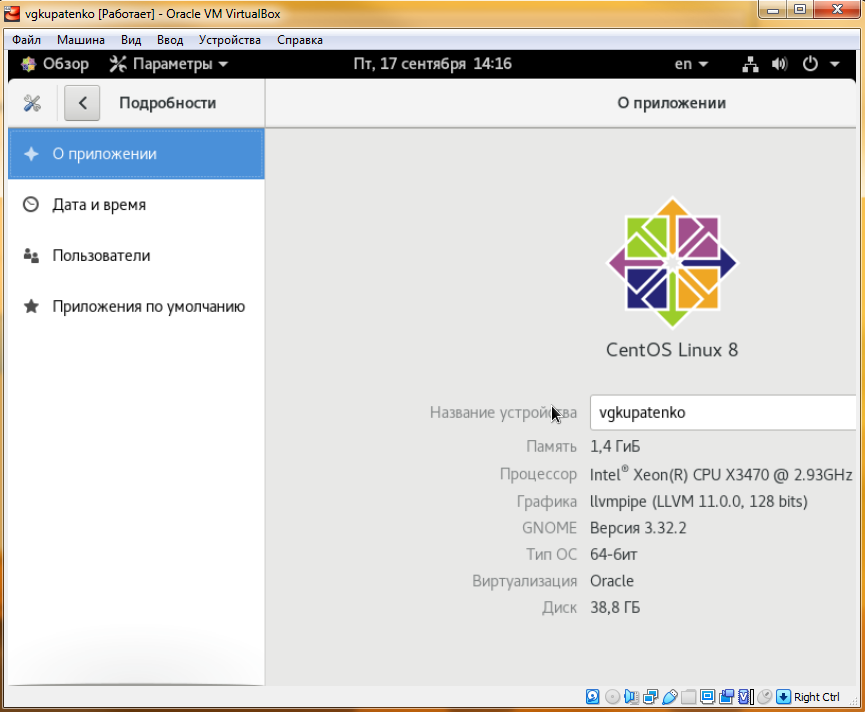 vgkupatenko [Работает] - Oracle VM VirtualBox
Файл Машина Вид Ввод Устройства Справка
Обзор Параметры Пт, 17 сентября 14:16 en
Подробности О приложении
О приложении
Дата и время
Пользователи
Приложения по умолчанию
CentOS Linux 8
Название устройства vgkupatenko
Память 1,4 ГиБ
Процессор Intel® Xeon(R) CPU X3470 @ 2.93GHz
Графика llvmpipe (LLVM 11.0.0, 128 bits)
GNOME Версия 3.32.2
Тип ОС 64-бит
Виртуализация Oracle
Диск 38,8 ГБ
Right Ctrl